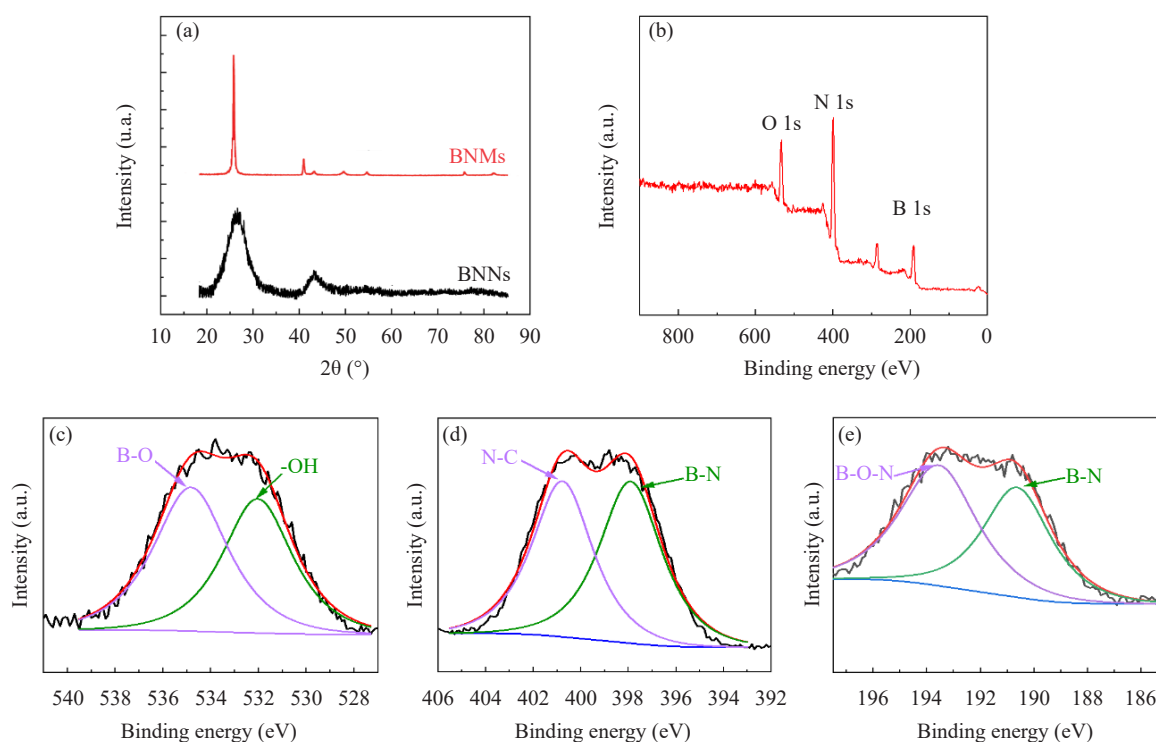 (a)
BNMs
BNNs
Intensity (u.a.)
10 20 30 40 50 60 70 80 90
2θ (°)
(b)
O 1s
N 1s
B 1s
Intensity (a.u.)
800 600 400 200 0
Binding energy (eV)
(c)
B-O
-OH
Intensity (a.u.)
540 538 536 534 532 530 528
Binding energy (eV)
(d)
N-C
B-N
Intensity (a.u.)
406 404 402 400 398 396 394 392
Binding energy (eV)
(e)
B-O-N
B-N
Intensity (a.u.)
196 194 192 190 188 186
Binding energy (eV)